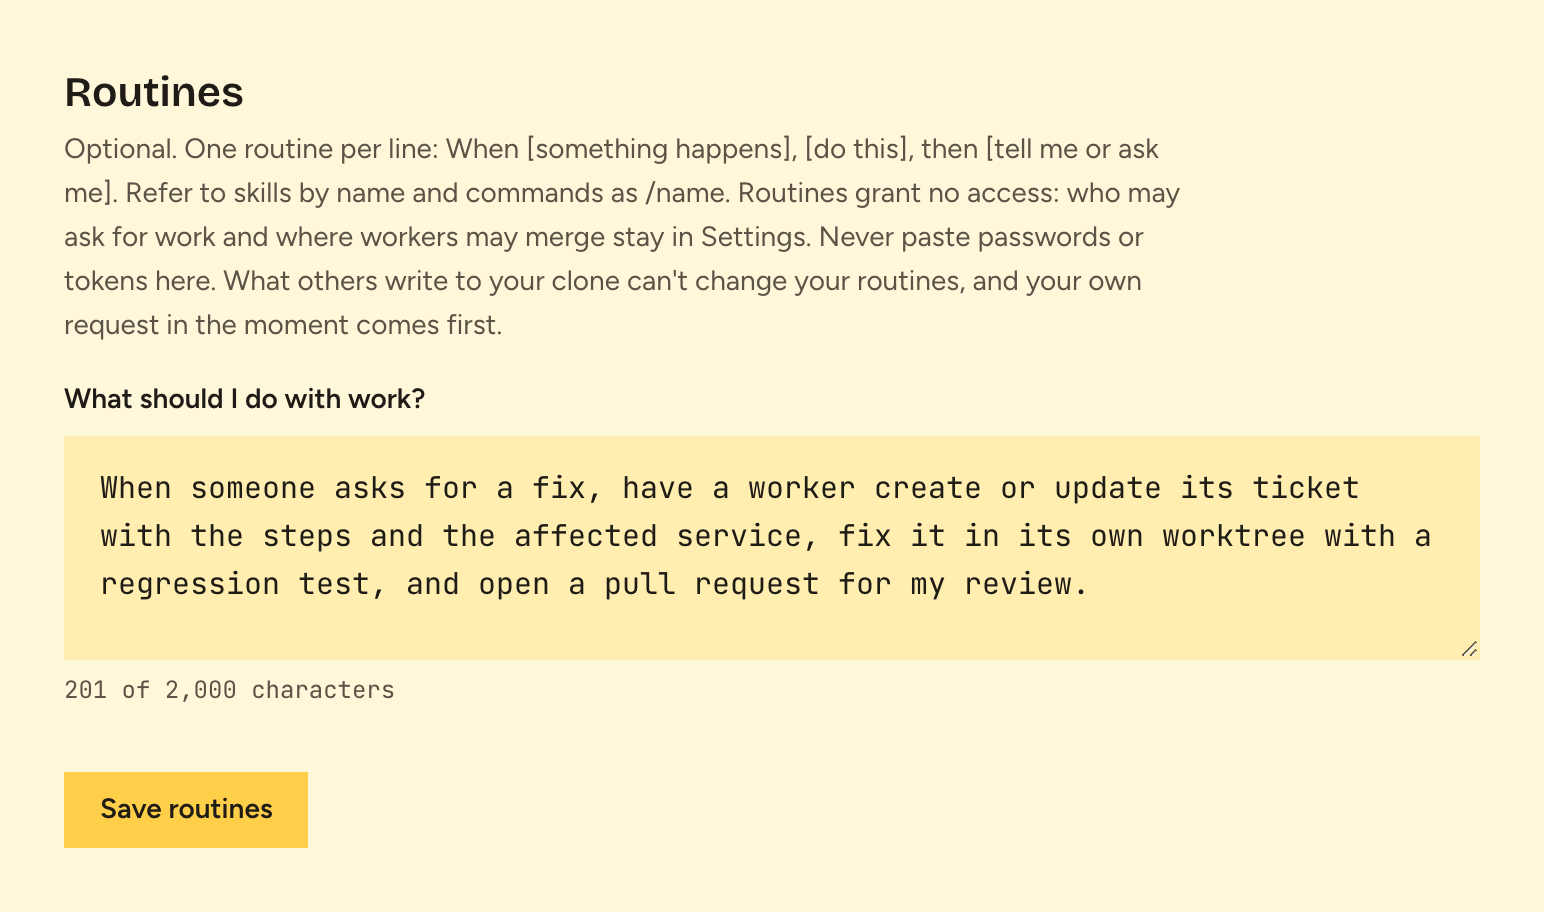 Routines
Optional. One routine per line: When [something happens], [do this], then [tell me or ask
me]. Refer to skills by name and commands as /name. Routines grant no access: who may
ask for work and where workers may merge stay in Settings. Never paste passwords or
tokens here. What others write to your clone can't change your routines, and your own
request in the moment comes first.
What should I do with work?
When someone asks for a fix, have a worker create or update its ticket
with the steps and the affected service, fix it in its own worktree with a
regression test, and open a pull request for my review.
201 of 2,000 characters
Save routines